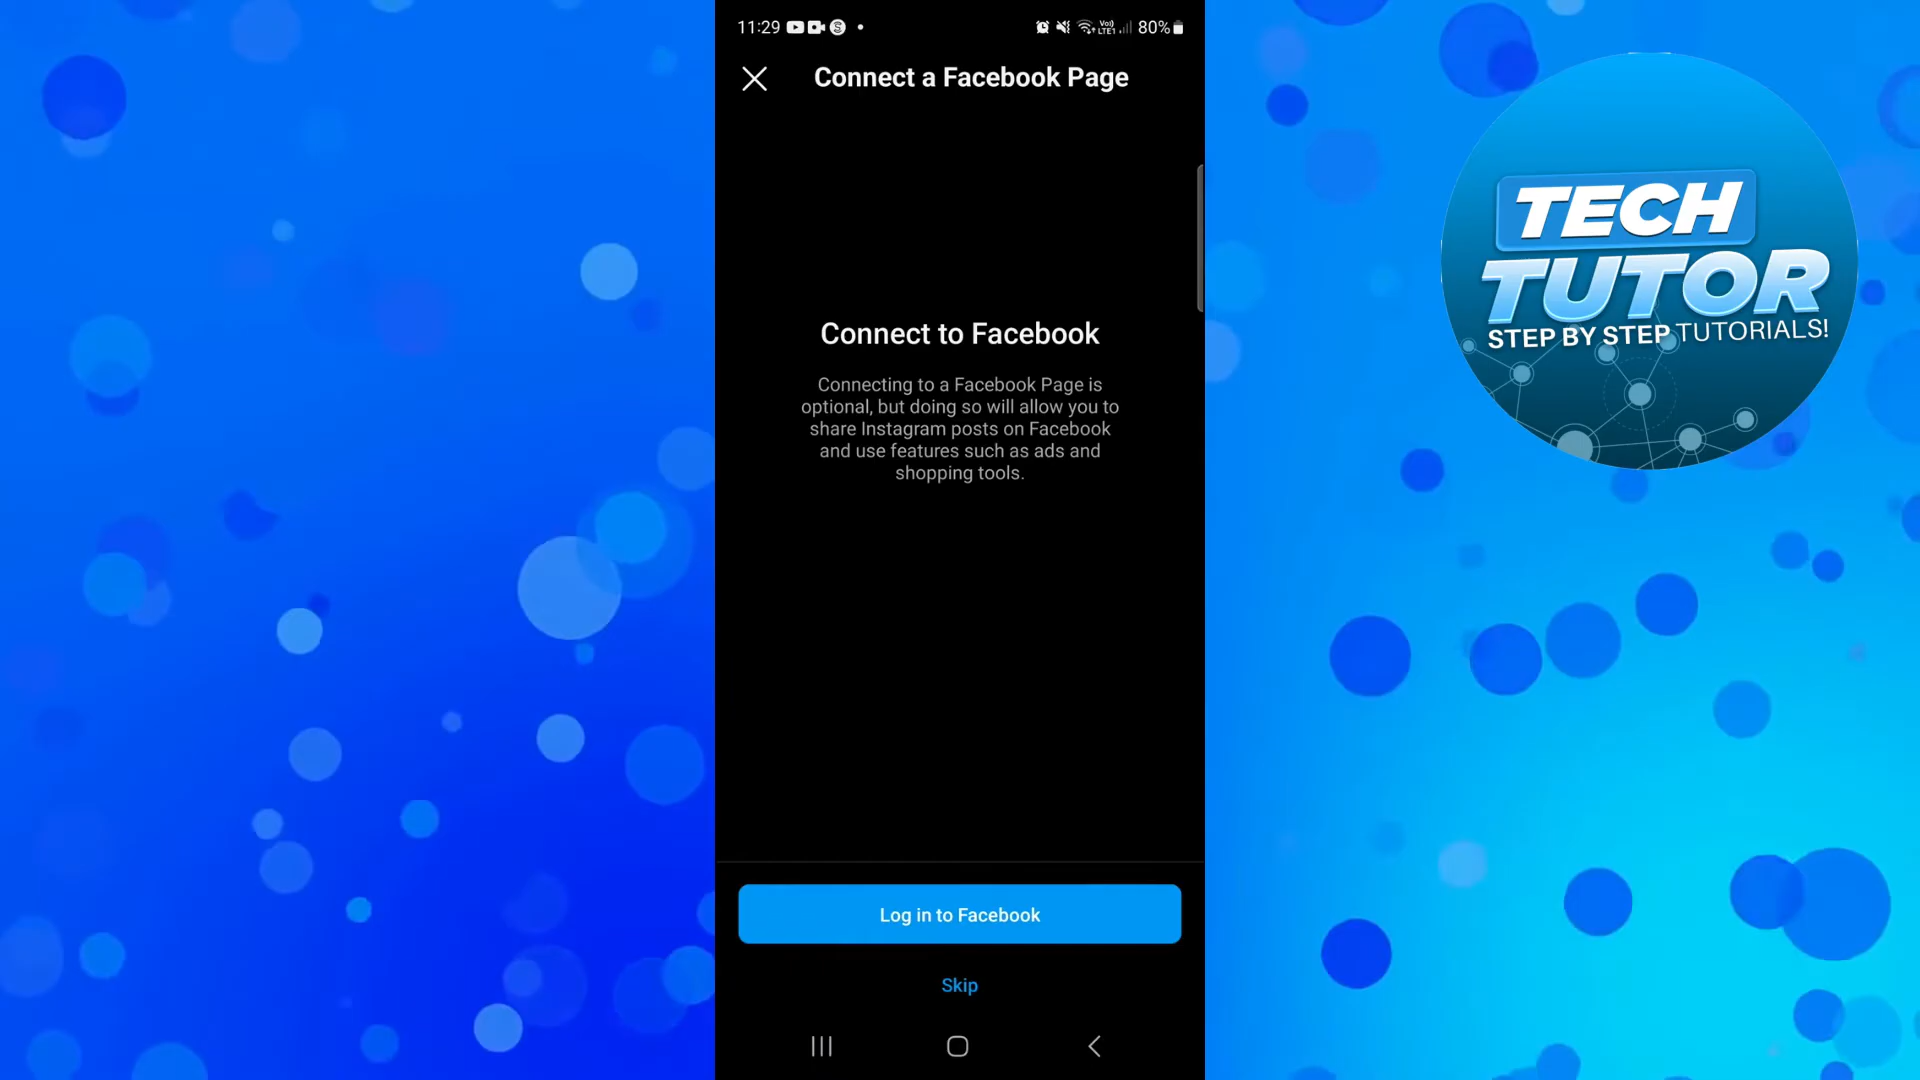 11:29
VoI)
LTE1
80%
Connect a Facebook Page
Connect to Facebook
Connecting to a Facebook Page is
optional, but doing so will allow you to
share Instagram posts on Facebook
and use features such as ads and
shopping tools.
Log in to Facebook
Skip
TECH
TUTOR
STEP BY STEP TUTORIALS!